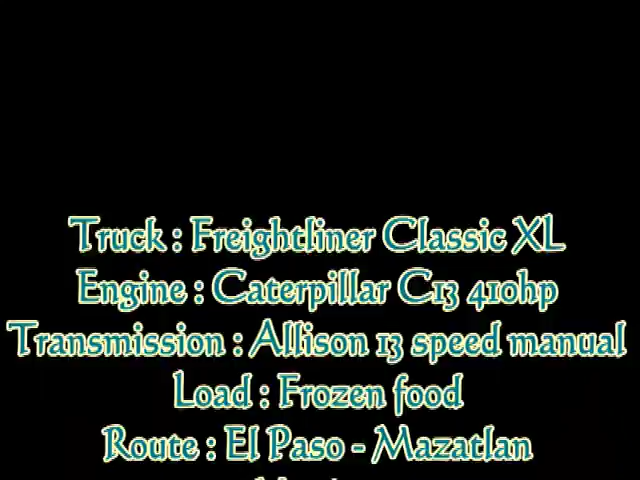 Truck : Freightliner Classic XL
Engine : Caterpillar C13 410hp
Transmission : Allison 13 speed manual
Load : Frozen food
Route : El Paso - Mazatlan